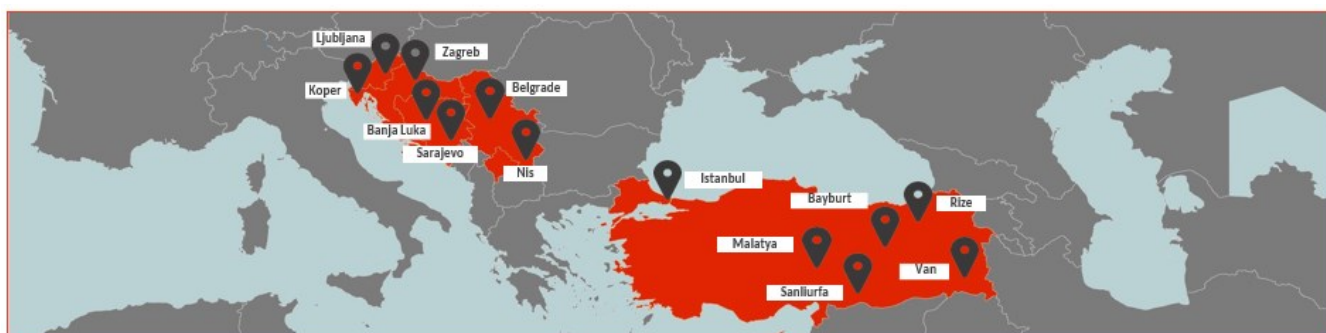 Ljubljana
Zagreb
Koper
Belgrade
Banja Luka
Sarajevo
Nis
Istanbul
Bayburt
Rize
Malatya
Van
Sanliurfa